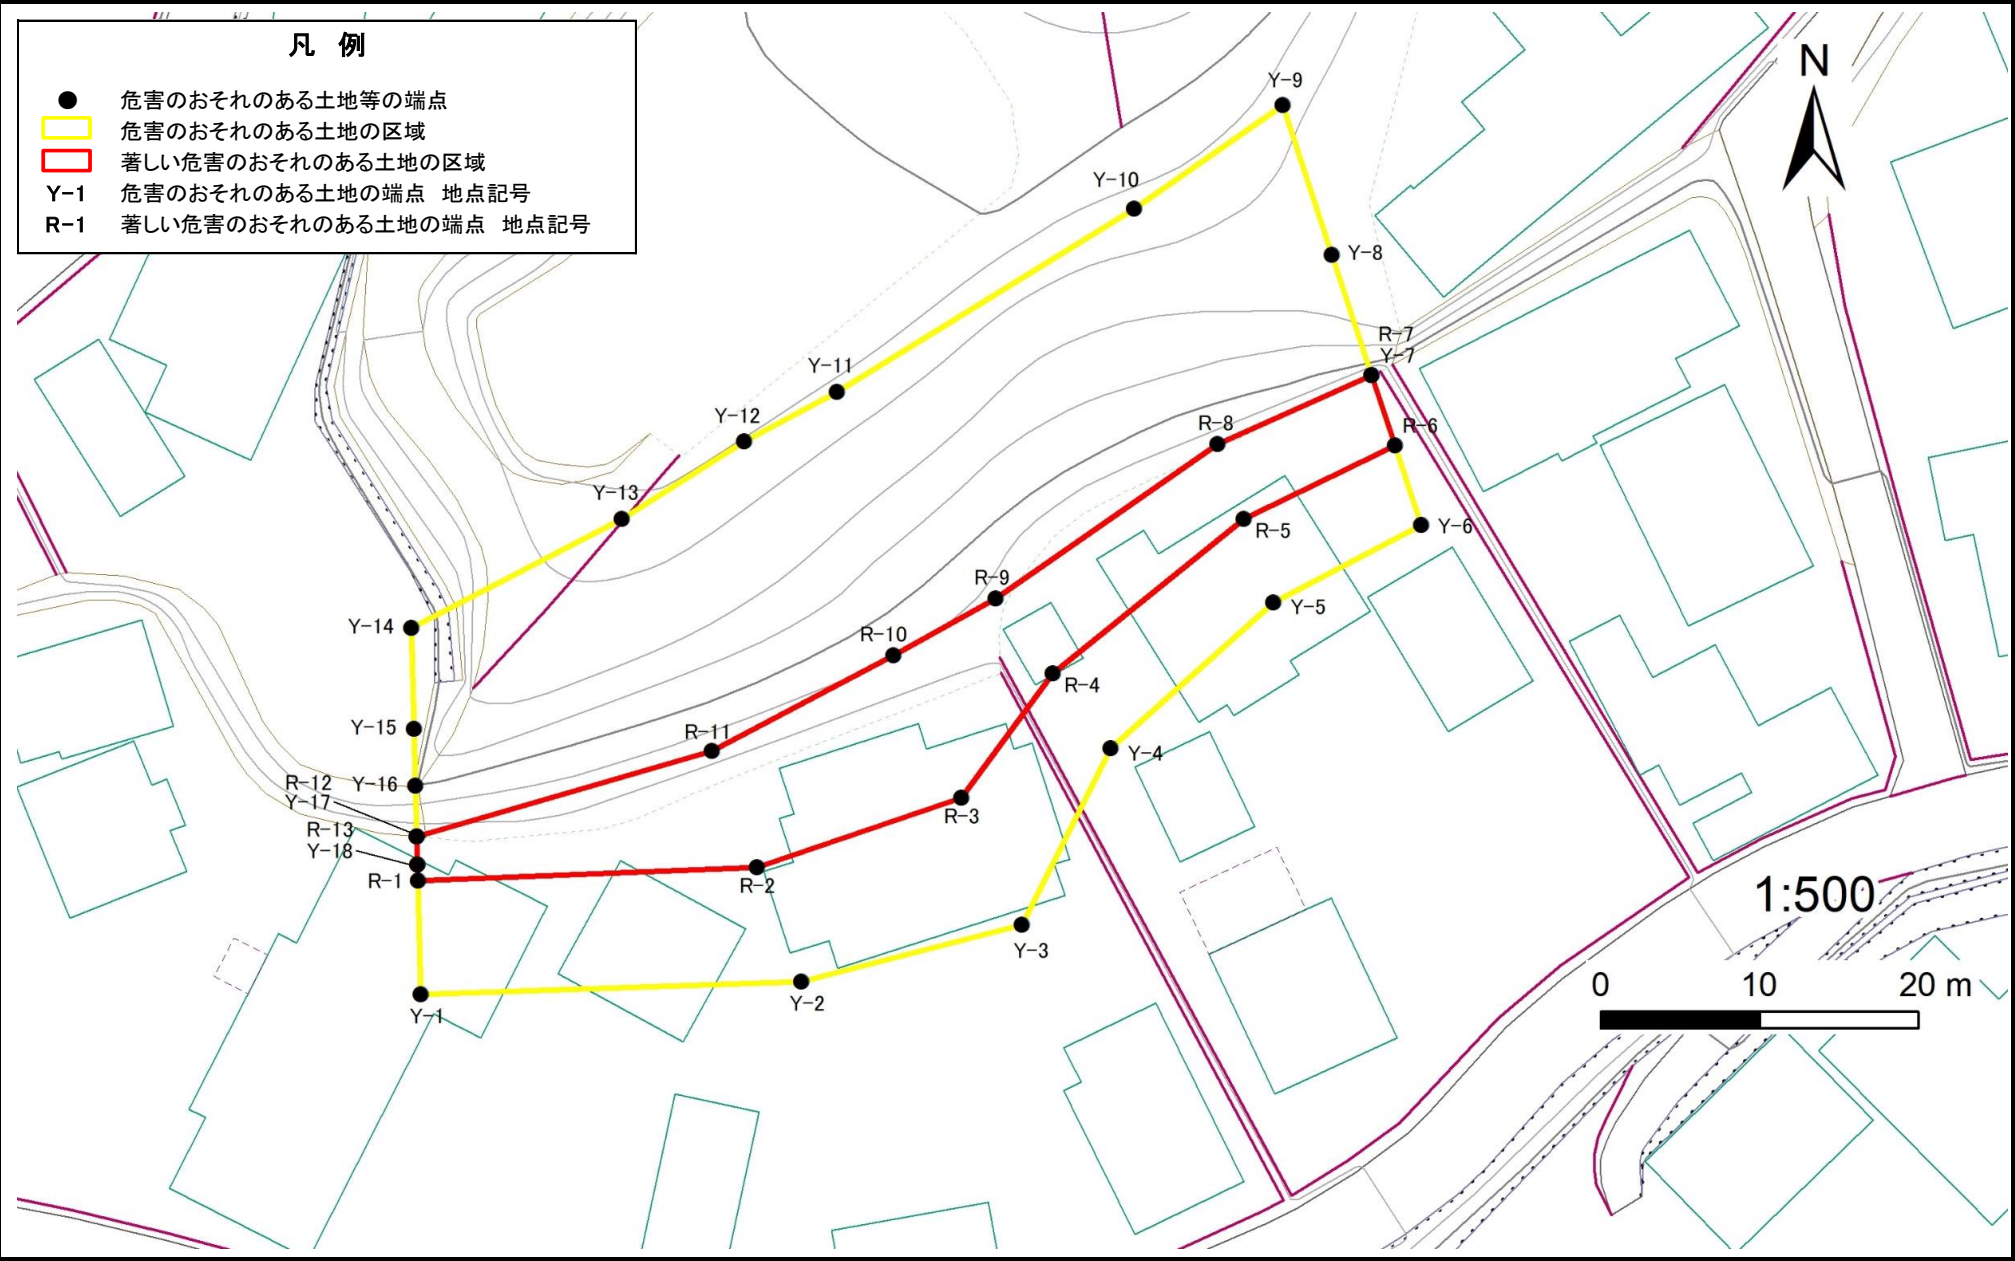 凡 例
危害のおそれのある土地等の端点
危害のおそれのある土地の区域
著しい危害のおそれのある土地の区域
Y-1 危害のおそれのある土地の端点 地点記号
R-1 著しい危害のおそれのある土地の端点 地点記号
N
Y-9
Y-10
Y-8
R-7
Y-7
Y-11
Y-12
R-8
R-6
Y-13
R-5
Y-6
R-9
Y-5
Y-14
R-10
R-4
Y-15
R-11
Y-4
R-12
Y-16
Y-17
R-3
R-13
Y-18
R-1
R-2
Y-3
Y-2
Y-1
1:500
0 10 20 m